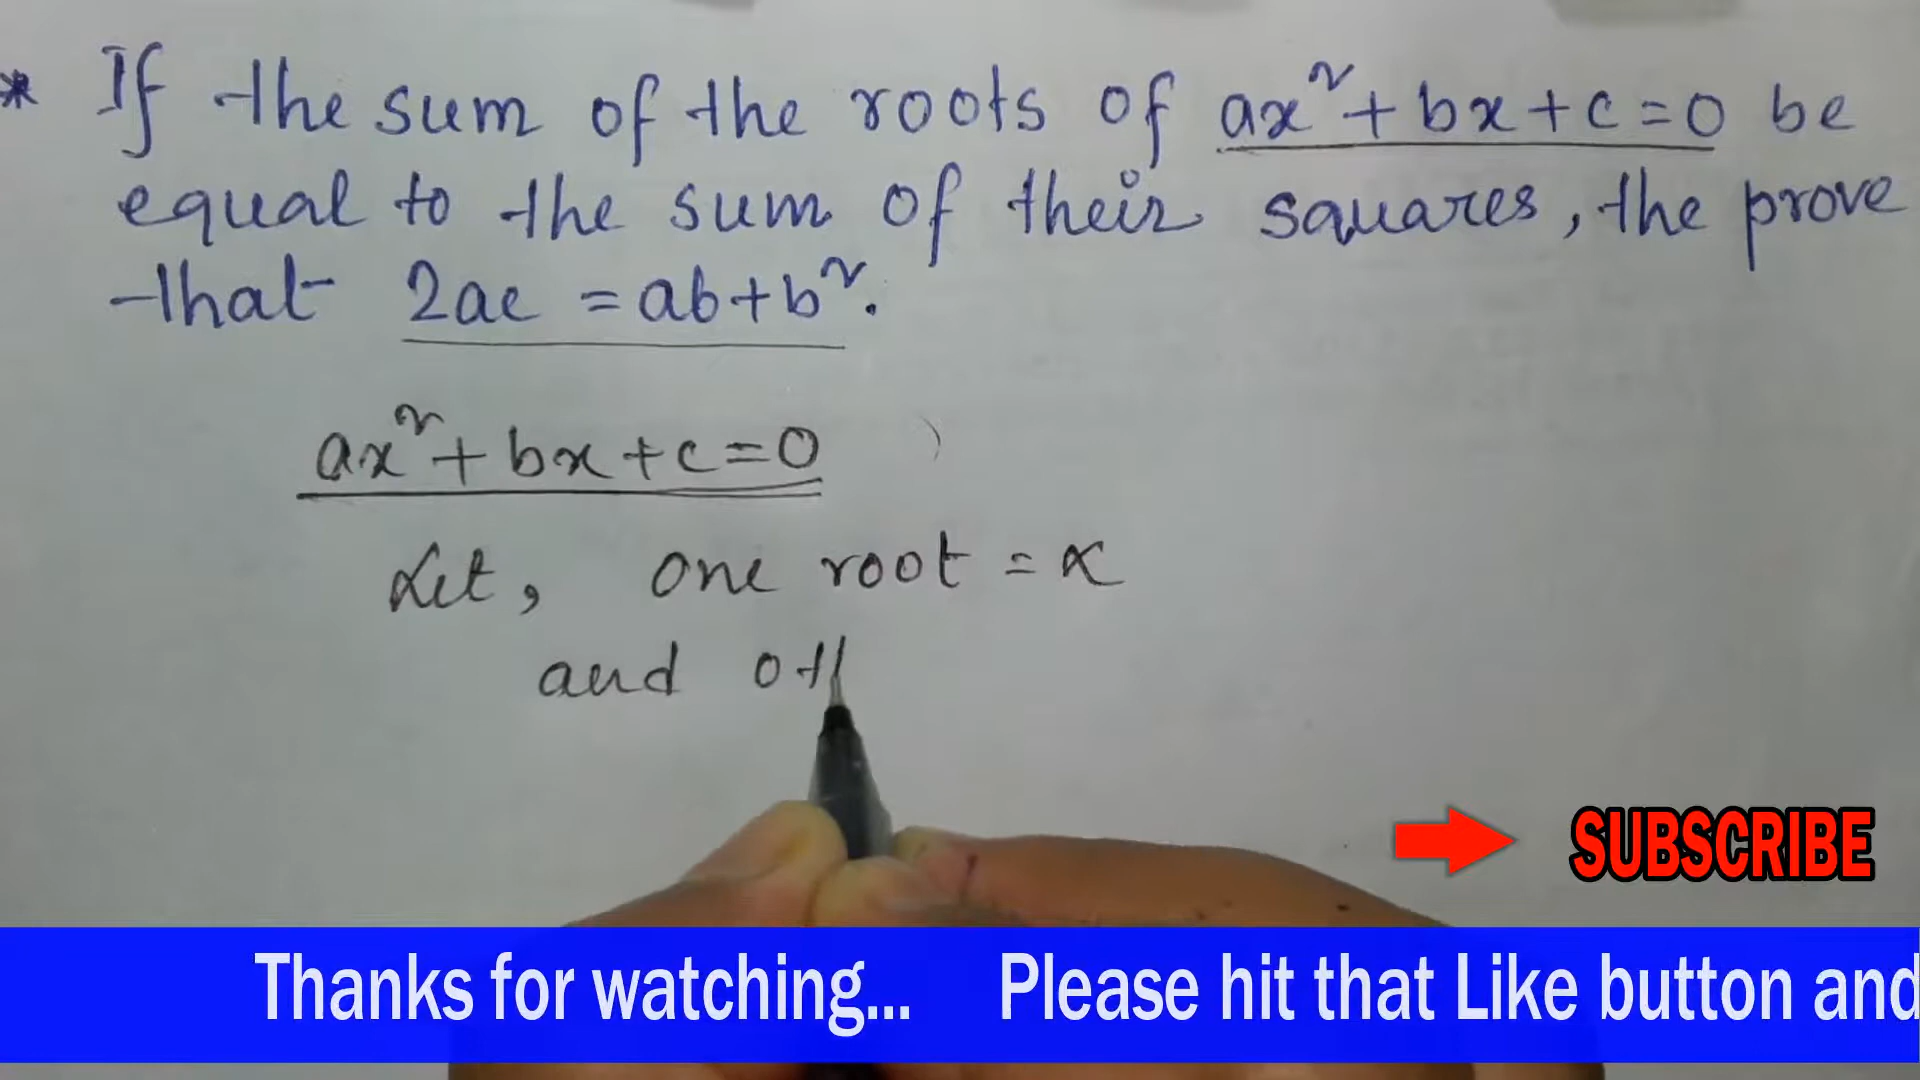 * If the sum of the roots of ax²+bx+c=0 be
equal to the sum of their squares, the prove
that 2ac = ab+b².
ax²+bx+c=0
Let, one root = α
and oth
SUBSCRIBE
Thanks for watching... Please hit that Like button and